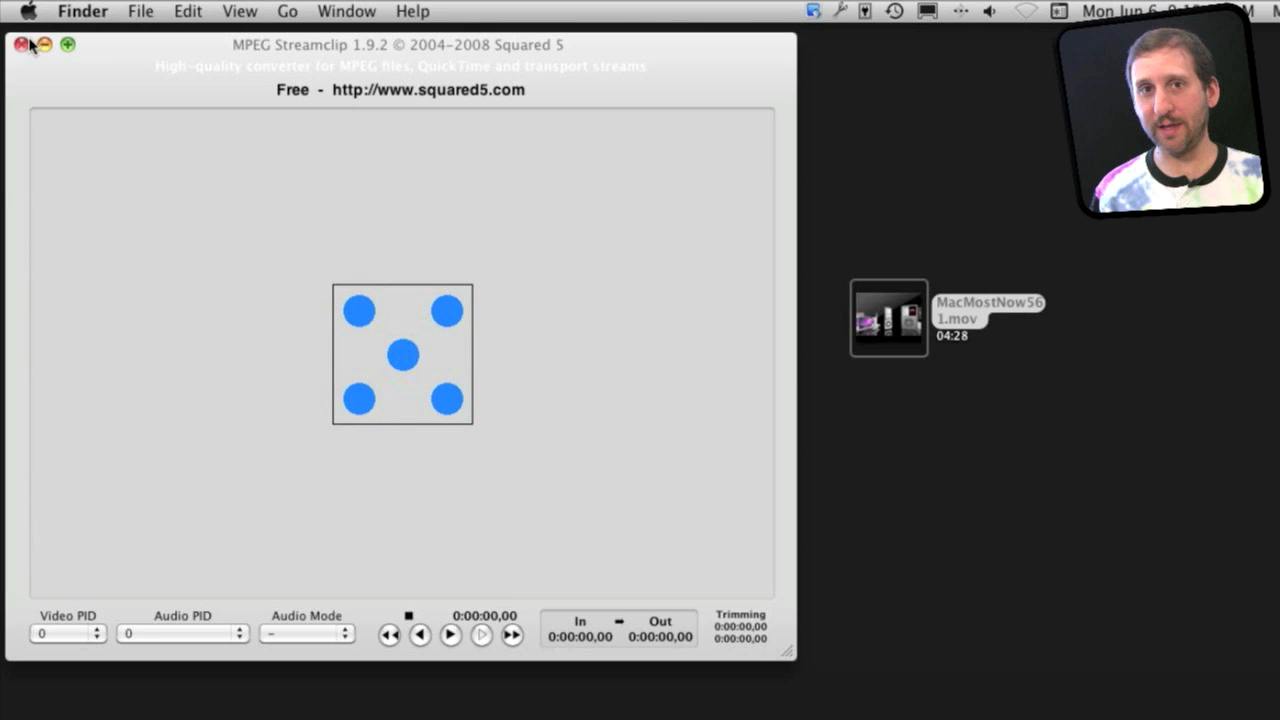 Finder File Edit View Go Window Help
Mon Jun 6
MPEG Streamclip 1.9.2 © 2004-2008 Squared 5
High-quality converter for MPEG files, QuickTime and transport streams
Free - http://www.squared5.com
MacMostNow56
1.mov
04:28
Video PID Audio PID Audio Mode 0:00:00,00
0 0 -
In Out
0:00:00,00 0:00:00,00
Trimming
0:00:00,00
0:00:00,00